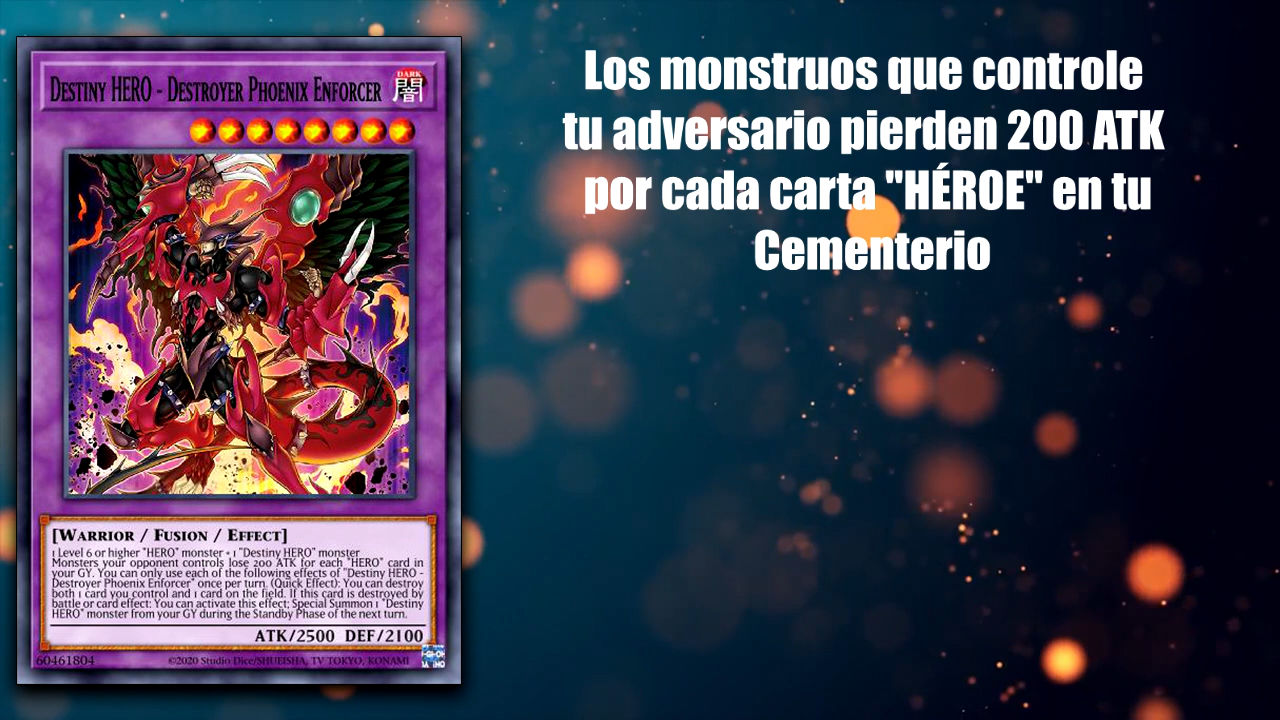 Destiny HERO - Destroyer Phoenix Enforcer
DARK
闇
[Warrior / Fusion / Effect]
1 Level 6 or higher "HERO" monster + 1 "Destiny HERO" monster
Monsters your opponent controls lose 200 ATK for each "HERO" card in
your GY. You can only use each of the following effects of "Destiny HERO -
Destroyer Phoenix Enforcer" once per turn. (Quick Effect): You can destroy
both 1 card you control and 1 card on the field. If this card is destroyed by
battle or card effect: You can activate this effect; Special Summon 1 "Destiny
HERO" monster from your GY during the Standby Phase of the next turn.
ATK/2500 DEF/2100
60461804
©2020 Studio Dice/SHUEISHA, TV TOKYO, KONAMI
Los monstruos que controle
tu adversario pierden 200 ATK
por cada carta "HÉROE" en tu
Cementerio